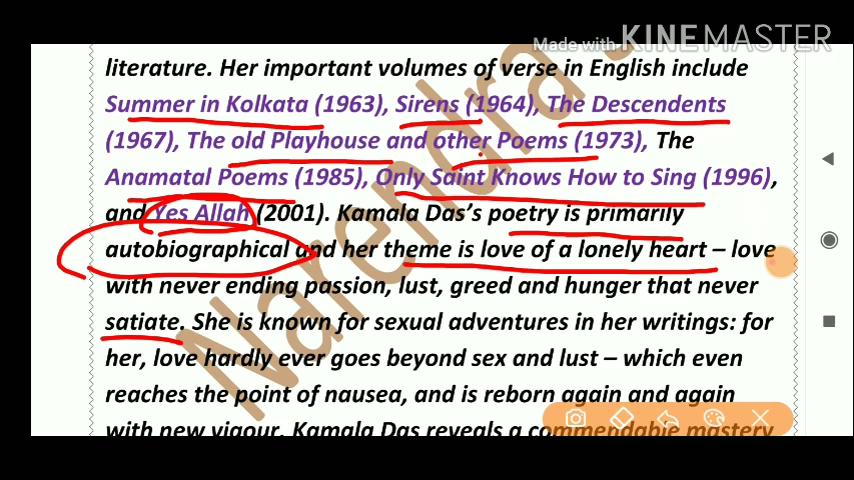 Made with KINEMASTER
literature. Her important volumes of verse in English include
Summer in Kolkata (1963), Sirens (1964), The Descendents
(1967), The old Playhouse and other Poems (1973), The
Anamatal Poems (1985), Only Saint Knows How to Sing (1996),
and Yes Allah (2001). Kamala Das's poetry is primarily
autobiographical and her theme is love of a lonely heart – love
with never ending passion, lust, greed and hunger that never
satiate. She is known for sexual adventures in her writings: for
her, love hardly ever goes beyond sex and lust – which even
reaches the point of nausea, and is reborn again and again
with new vigour. Kamala Das reveals a commendable mastery
Narendra